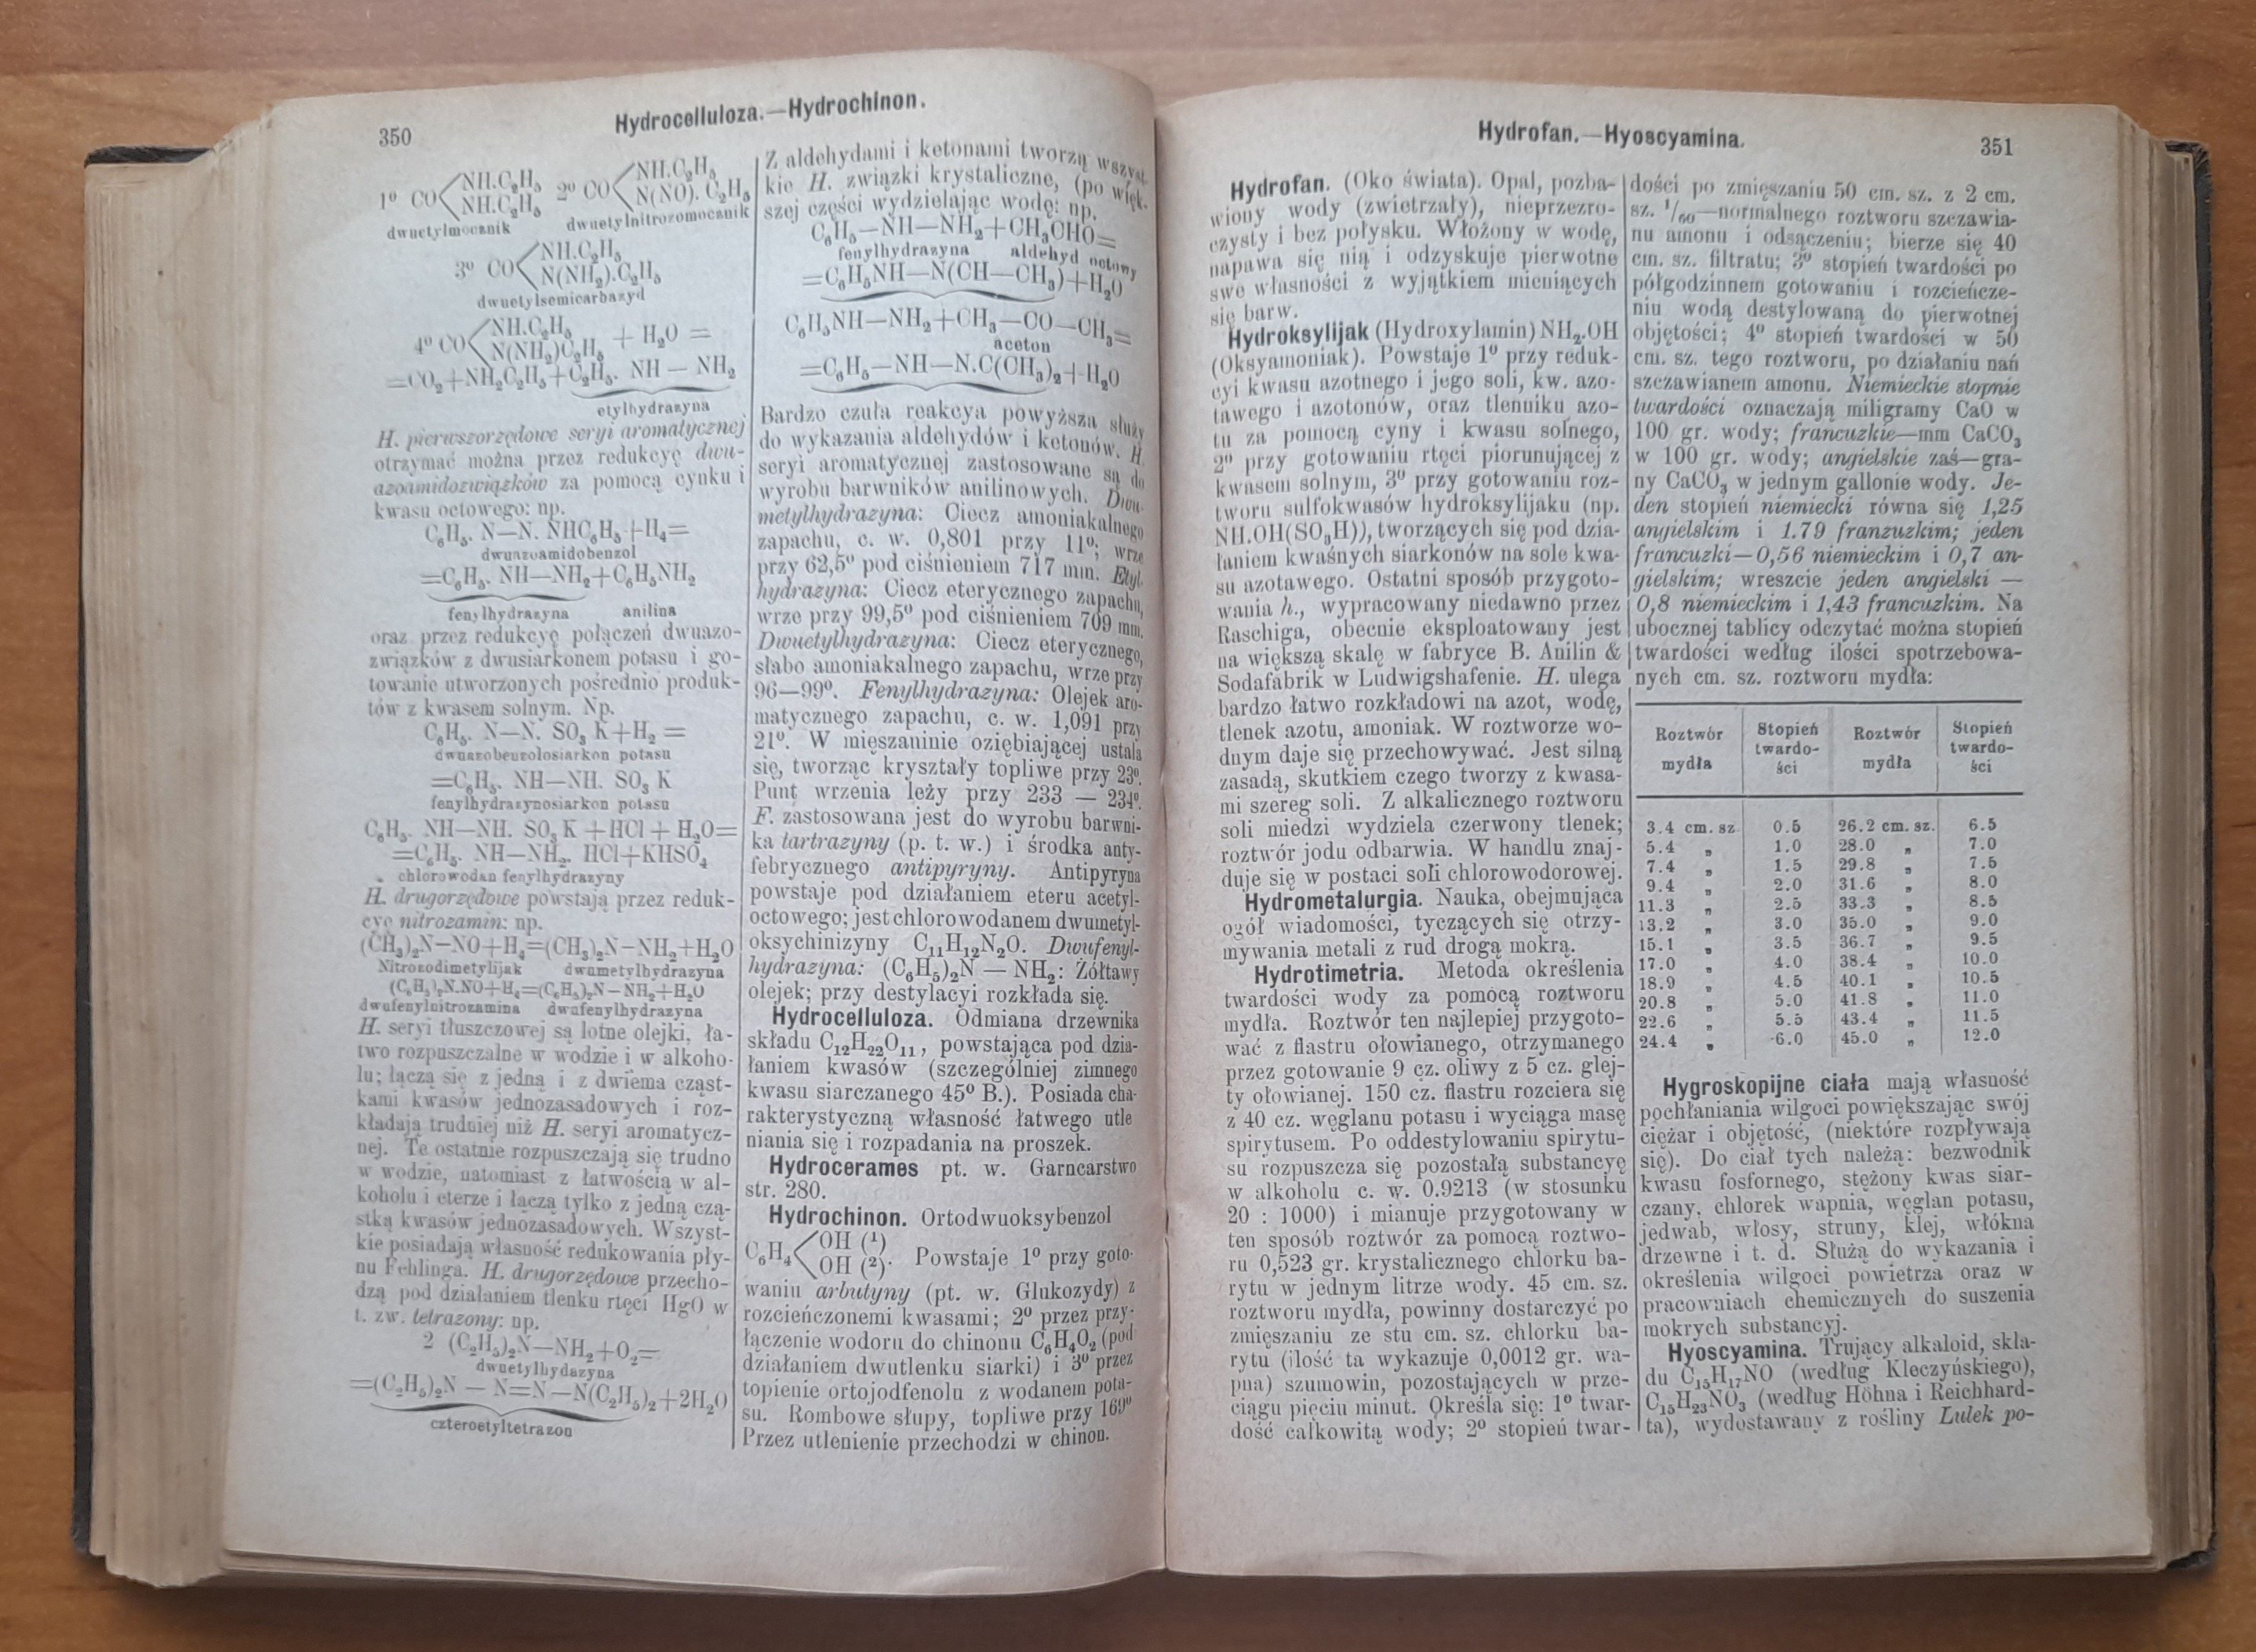 350
Hydrocelluloza.—Hydrochinon.
1⁰ CO<NH.C₂H₅ NH.C₂H₅ 2⁰ CO<NH.C₂H₅ N(NO).C₂H₅
dwuetylmocznik dwuetylnitrozomocznik
3⁰ CO<NH.C₂H₅ N(NH₂).C₂H₅
dwuetylsemicarbazyd
4⁰ CO<NH.C₂H₅ N(NH₂)C₂H₅ + H₂O =
=CO₂+NH₂C₂H₅+C₂H₅. NH — NH₂
etylhydrazyna
H. pierwszorzędowe seryi aromatycznej
otrzymać można przez redukcyę dwu-
azoamidozwiązków za pomocą cynku i
kwasu octowego: np.
C₆H₅. N—N. NHC₆H₅+H₄=
dwuazoamidobenzol
=C₆H₅. NH—NH₂+C₆H₅NH₂
fenylhydrazyna anilina
oraz przez redukcyę połączeń dwuazo-
związków z dwusiarkonem potasu i go-
towanie utworzonych pośrednio produk-
tów z kwasem solnym. Np.
C₆H₅. N—N. SO₃ K+H₂ =
dwuazobenzolosiarkon potasu
=C₆H₅. NH—NH. SO₃ K
fenylhydrazynosiarkon potasu
C₆H₅. NH—NH. SO₃ K + HCl + H₂O=
=C₆H₅. NH—NH₂. HCl+KHSO₄
chlorowodan fenylhydrazyny
H. drugorzędowe powstają przez reduk-
cyę nitrozamin: np.
(CH₃)₂N—NO+H₄=(CH₃)₂N—NH₂+H₂O
Nitrozodimetylijak dwumetylhydrazyna
(C₆H₅)₂N.NO+H₄=(C₆H₅)₂N—NH₂+H₂O
dwufenylnitrozamina dwufenylhydrazyna
H. seryi tłuszczowej są lotne olejki, ła-
two rozpuszczalne w wodzie i w alkoho-
lu; łączą się z jedną i z dwiema cząst-
kami kwasów jednozasadowych i roz-
kładają trudniej niż H. seryi aromatycz-
nej. Te ostatnie rozpuszczają się trudno
w wodzie, natomiast z łatwością w al-
koholu i eterze i łączą tylko z jedną czą-
stką kwasów jednozasadowych. Wszyst-
kie posiadają własność redukowania pły-
nu Fehlinga. H. drugorzędowe przecho-
dzą pod działaniem tlenku rtęci HgO w
t. zw. tetrazony: np.
2 (C₂H₅)₂N—NH₂+O₂=
dwuetylhydazyna
=(C₂H₅)₂N — N=N—N(C₂H₅)₂+2H₂O
czteroetyltetrazon
Z aldehydami i ketonami tworzą wszyst-
kie H. związki krystaliczne, (po więk-
szej części wydzielając wodę: np.
C₆H₅—NH—NH₂+CH₃CHO=
fenylhydrazyna aldehyd octowy
=C₆H₅NH—N(CH—CH₃)+H₂O
C₆H₅NH—NH₂+CH₃—CO—CH₃=
aceton
=C₆H₅—NH—N.C(CH₃)₂+H₂O
Bardzo czuła reakcya powyższa służy
do wykazania aldehydów i ketonów. H.
seryi aromatycznej zastosowane są do
wyrobu barwników anilinowych. Dwu-
metylhydrazyna: Ciecz amoniakalnego
zapachu, c. w. 0,801 przy 11⁰; wrze
przy 62,5⁰ pod ciśnieniem 717 mm. Etyl-
hydrazyna: Ciecz eterycznego zapachu,
wrze przy 99,5⁰ pod ciśnieniem 709 mm.
Dwuetylhydrazyna: Ciecz eterycznego,
słabo amoniakalnego zapachu, wrze przy
96—99⁰. Fenylhydrazyna: Olejek aro-
matycznego zapachu, c. w. 1,091 przy
21⁰. W mięszaninie oziębiającej ustala
się, tworząc kryształy topliwe przy 23⁰.
Punt wrzenia leży przy 233 — 234⁰.
F. zastosowana jest do wyrobu barwni-
ka tartrazyny (p. t. w.) i środka anty-
febrycznego antipyryny. Antipyryna
powstaje pod działaniem eteru acetyl-
octowego; jest chlorowodanem dwumetyl-
oksychinizyny C₁₁H₁₂N₂O. Dwufenyl-
hydrazyna: (C₆H₅)₂N — NH₂: Żółtawy
olejek; przy destylacyi rozkłada się.
Hydrocelluloza. Odmiana drzewnika
składu C₁₂H₂₂O₁₁, powstająca pod dzia-
łaniem kwasów (szczególniej zimnego
kwasu siarczanego 45⁰ B.). Posiada cha-
rakterystyczną własność łatwego utle
niania się i rozpadania na proszek.
Hydrocerames pt. w. Garncarstwo
str. 280.
Hydrochinon. Ortodwuoksybenzol
C₆H₄<OH (¹) OH (²). Powstaje 1⁰ przy goto-
waniu arbutyny (pt. w. Glukozydy) z
rozcieńczonemi kwasami; 2⁰ przez przy-
łączenie wodoru do chinonu C₆H₄O₂ (pod
działaniem dwutlenku siarki) i 3⁰ przez
topienie ortojodfenolu z wodanem pota-
su. Rombowe słupy, topliwe przy 169⁰
Przez utlenienie przechodzi w chinon.
Hydrofan.—Hyoscyamina.
351
Hydrofan. (Oko świata). Opal, pozba-
wiony wody (zwietrzały), nieprzezro-
czysty i bez połysku. Włożony w wodę,
napawa się nią i odzyskuje pierwotne
swe własności z wyjątkiem mieniących
się barw.
Hydroksylijak (Hydroxylamin) NH₂.OH
(Oksyamoniak). Powstaje 1⁰ przy reduk-
cyi kwasu azotnego i jego soli, kw. azo-
tawego i azotonów, oraz tlenniku azo-
tu za pomocą cyny i kwasu solnego,
2⁰ przy gotowaniu rtęci piorunującej z
kwasem solnym, 3⁰ przy gotowaniu roz-
tworu sulfokwasów hydroksylijaku (np.
NH.OH(SO₃H)), tworzących się pod dzia-
łaniem kwaśnych siarkonów na sole kwa-
su azotawego. Ostatni sposób przygoto-
wania h., wypracowany niedawno przez
Raschiga, obecnie eksploatowany jest
na większą skalę w fabryce B. Anilin &
Sodafabrik w Ludwigshafenie. H. ulega
bardzo łatwo rozkładowi na azot, wodę,
tlenek azotu, amoniak. W roztworze wo-
dnym daje się przechowywać. Jest silną
zasadą, skutkiem czego tworzy z kwasa-
mi szereg soli. Z alkalicznego roztworu
soli miedzi wydziela czerwony tlenek;
roztwór jodu odbarwia. W handlu znaj-
duje się w postaci soli chlorowodorowej.
Hydrometalurgia. Nauka, obejmująca
ogół wiadomości, tyczących się otrzy-
mywania metali z rud drogą mokrą.
Hydrotimetria. Metoda określenia
twardości wody za pomocą roztworu
mydła. Roztwór ten najlepiej przygoto-
wać z flastru ołowianego, otrzymanego
przez gotowanie 9 cz. oliwy z 5 cz. glej-
ty ołowianej. 150 cz. flastru rozciera się
z 40 cz. węglanu potasu i wyciąga masę
spirytusem. Po oddestylowaniu spirytu-
su rozpuszcza się pozostałą substancyę
w alkoholu c. w. 0.9213 (w stosunku
20 : 1000) i mianuje przygotowany w
ten sposób roztwór za pomocą roztwo-
ru 0,523 gr. krystalicznego chlorku ba-
rytu w jednym litrze wody. 45 cm. sz.
roztworu mydła, powinny dostarczyć po
zmięszaniu ze stu cm. sz. chlorku ba-
rytu (ilość ta wykazuje 0,0012 gr. wa-
pna) szumowin, pozostających w prze-
ciągu pięciu minut. Określa się: 1⁰ twar-
dość całkowitą wody; 2⁰ stopień twar-
dości po zmięszaniu 50 cm. sz. z 2 cm.
sz. ¹/₆₀—normalnego roztworu szczawia-
nu amonu i odsączeniu; bierze się 40
cm. sz. filtratu; 3⁰ stopień twardości po
półgodzinnem gotowaniu i rozcieńcze-
niu wodą destylowaną do pierwotnej
objętości; 4⁰ stopień twardości w 50
cm. sz. tego roztworu, po działaniu nań
szczawianem amonu. Niemieckie stopnie
twardości oznaczają miligramy CaO w
100 gr. wody; francuzkie—mm CaCO₃
w 100 gr. wody; angielskie zaś—gra-
ny CaCO₃ w jednym gallonie wody. Je-
den stopień niemiecki równa się 1,25
angielskim i 1.79 franzuzkim; jeden
francuzki—0,56 niemieckim i 0,7 an-
gielskim; wreszcie jeden angielski —
0,8 niemieckim i 1,43 francuzkim. Na
ubocznej tablicy odczytać można stopień
twardości według ilości spotrzebowa-
nych cm. sz. roztworu mydła:
Roztwór mydła Stopień twardo-ści Roztwór mydła Stopień twardo-ści
3.4 cm. sz. 0.5 26.2 cm. sz. 6.5
5.4 „ 1.0 28.0 „ 7.0
7.4 „ 1.5 29.8 „ 7.5
9.4 „ 2.0 31.6 „ 8.0
11.3 „ 2.5 33.3 „ 8.5
13.2 „ 3.0 35.0 „ 9.0
15.1 „ 3.5 36.7 „ 9.5
17.0 „ 4.0 38.4 „ 10.0
18.9 „ 4.5 40.1 „ 10.5
20.8 „ 5.0 41.8 „ 11.0
22.6 „ 5.5 43.4 „ 11.5
24.4 „ 6.0 45.0 „ 12.0
Hygroskopijne ciała mają własność
pochłaniania wilgoci powiększając swój
ciężar i objętość, (niektóre rozpływają
się). Do ciał tych należą: bezwodnik
kwasu fosfornego, stężony kwas siar-
czany, chlorek wapnia, węglan potasu,
jedwab, włosy, struny, klej, włókna
drzewne i t. d. Służą do wykazania i
określenia wilgoci powietrza oraz w
pracowniach chemicznych do suszenia
mokrych substancyj.
Hyoscyamina. Trujący alkaloid, skła-
du C₁₅H₁₇NO (według Kleczyńskiego),
C₁₅H₂₃NO₃ (według Höhna i Reichhard-
ta), wydostawany z rośliny Lulek po-